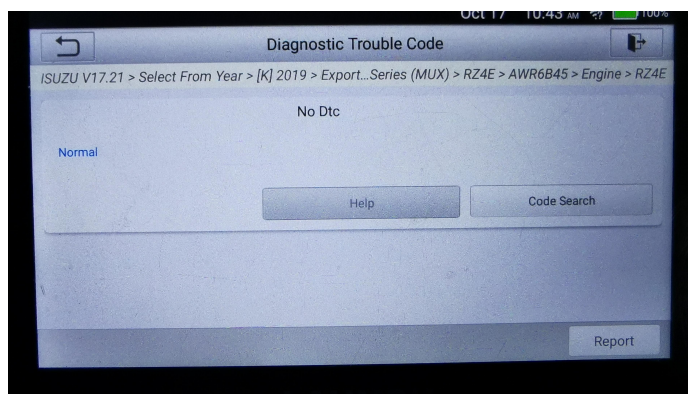 Oct 17 10:43 AM 100%
Diagnostic Trouble Code
ISUZU V17.21 > Select From Year > [K] 2019 > Export...Series (MUX) > RZ4E > AWR6B45 > Engine > RZ4E
No Dtc
Normal
Help
Code Search
Report